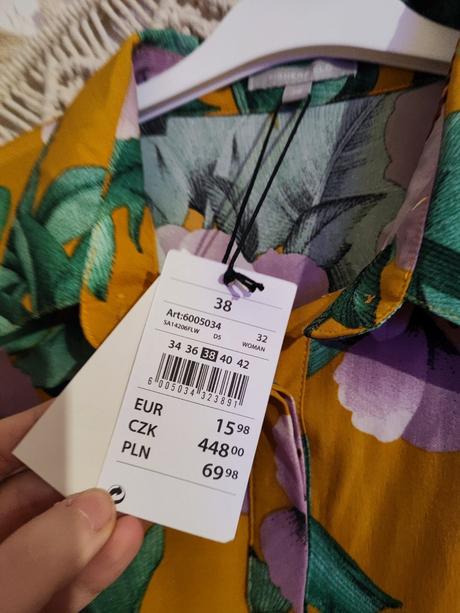 38
Art:6005034 32
SA14206FLW D5 WOMAN
34 36 38 40 42
6 005034 323891
EUR 15 98
CZK 448 00
PLN 69 98